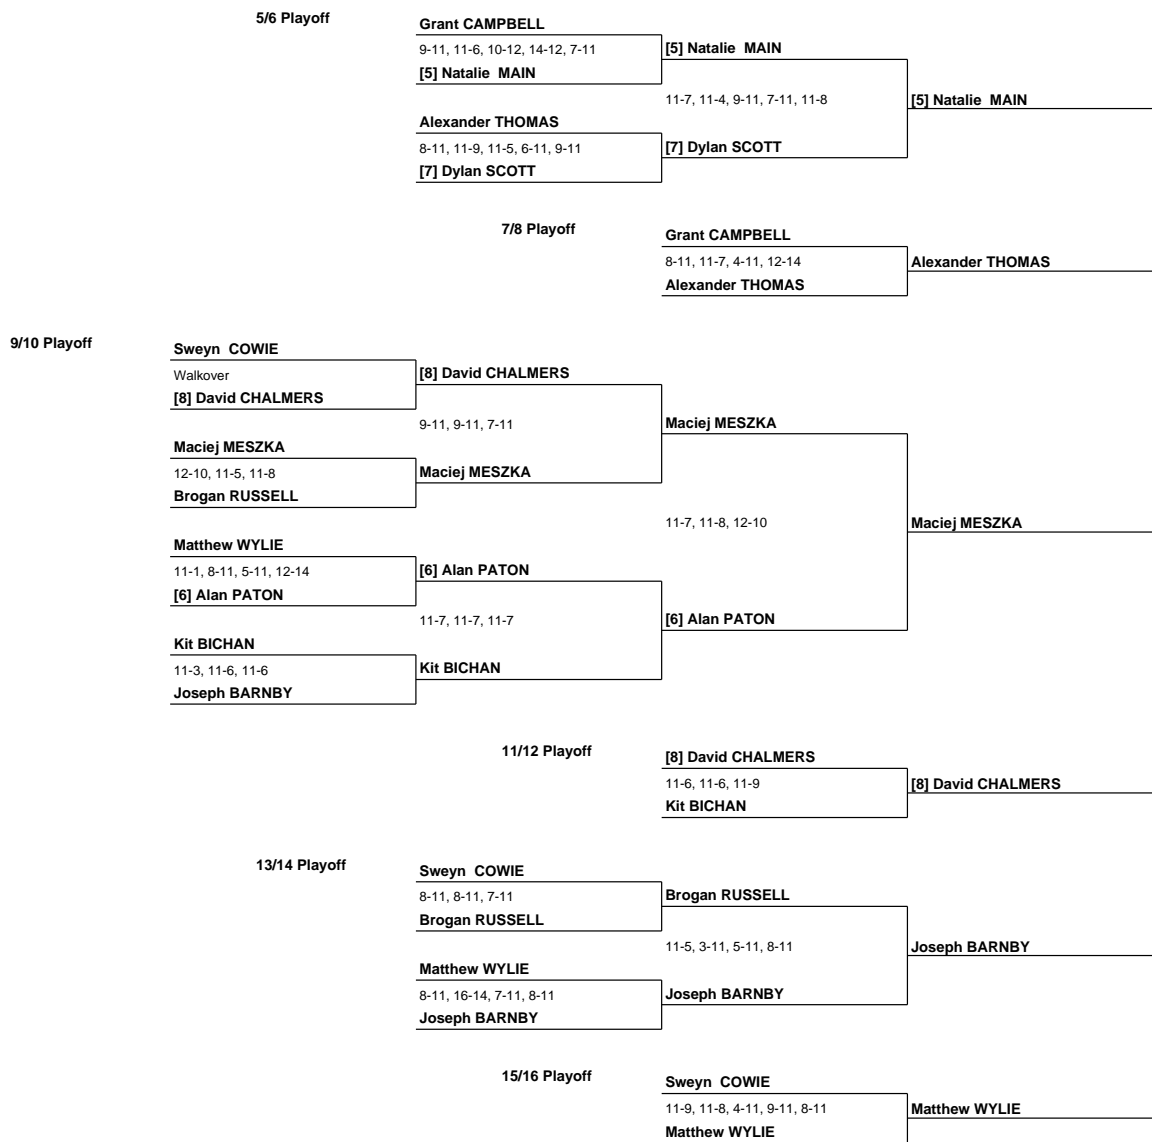 5/6 Playoff
Grant CAMPBELL
9-11, 11-6, 10-12, 14-12, 7-11
[5] Natalie  MAIN
[5] Natalie  MAIN
11-7, 11-4, 9-11, 7-11, 11-8
[5] Natalie  MAIN
Alexander THOMAS
8-11, 11-9, 11-5, 6-11, 9-11
[7] Dylan SCOTT
[7] Dylan SCOTT
7/8 Playoff
Grant CAMPBELL
8-11, 11-7, 4-11, 12-14
Alexander THOMAS
Alexander THOMAS
9/10 Playoff
Sweyn  COWIE
Walkover
[8] David CHALMERS
[8] David CHALMERS
9-11, 9-11, 7-11
Maciej MESZKA
Maciej MESZKA
12-10, 11-5, 11-8
Maciej MESZKA
Brogan RUSSELL
11-7, 11-8, 12-10
Maciej MESZKA
Matthew WYLIE
11-1, 8-11, 5-11, 12-14
[6] Alan PATON
[6] Alan PATON
11-7, 11-7, 11-7
[6] Alan PATON
Kit BICHAN
11-3, 11-6, 11-6
Kit BICHAN
Joseph BARNBY
11/12 Playoff
[8] David CHALMERS
11-6, 11-6, 11-9
[8] David CHALMERS
Kit BICHAN
13/14 Playoff
Sweyn  COWIE
8-11, 8-11, 7-11
Brogan RUSSELL
Brogan RUSSELL
11-5, 3-11, 5-11, 8-11
Joseph BARNBY
Matthew WYLIE
8-11, 16-14, 7-11, 8-11
Joseph BARNBY
Joseph BARNBY
15/16 Playoff
Sweyn  COWIE
11-9, 11-8, 4-11, 9-11, 8-11
Matthew WYLIE
Matthew WYLIE